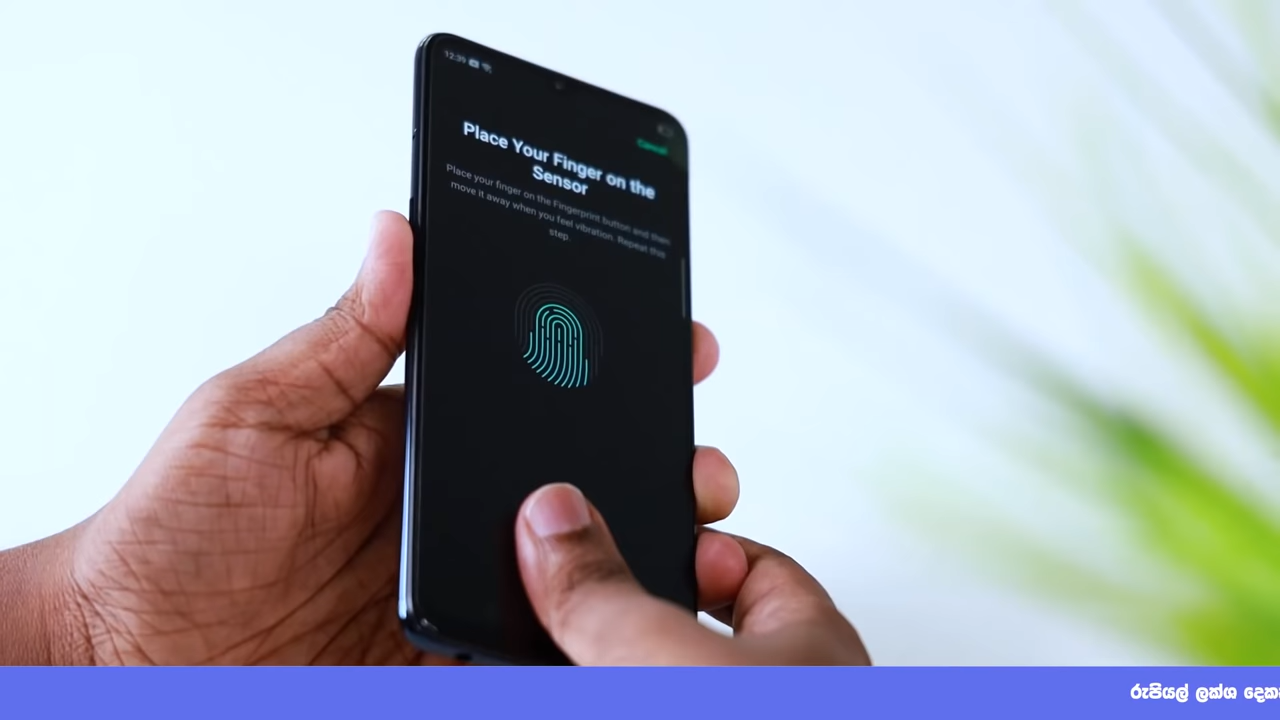 12:39
Cancel
Place Your Finger on the
Sensor
Place your finger on the Fingerprint button and then
move it away when you feel vibration. Repeat this
step.
රුපියල් ලක්ශ